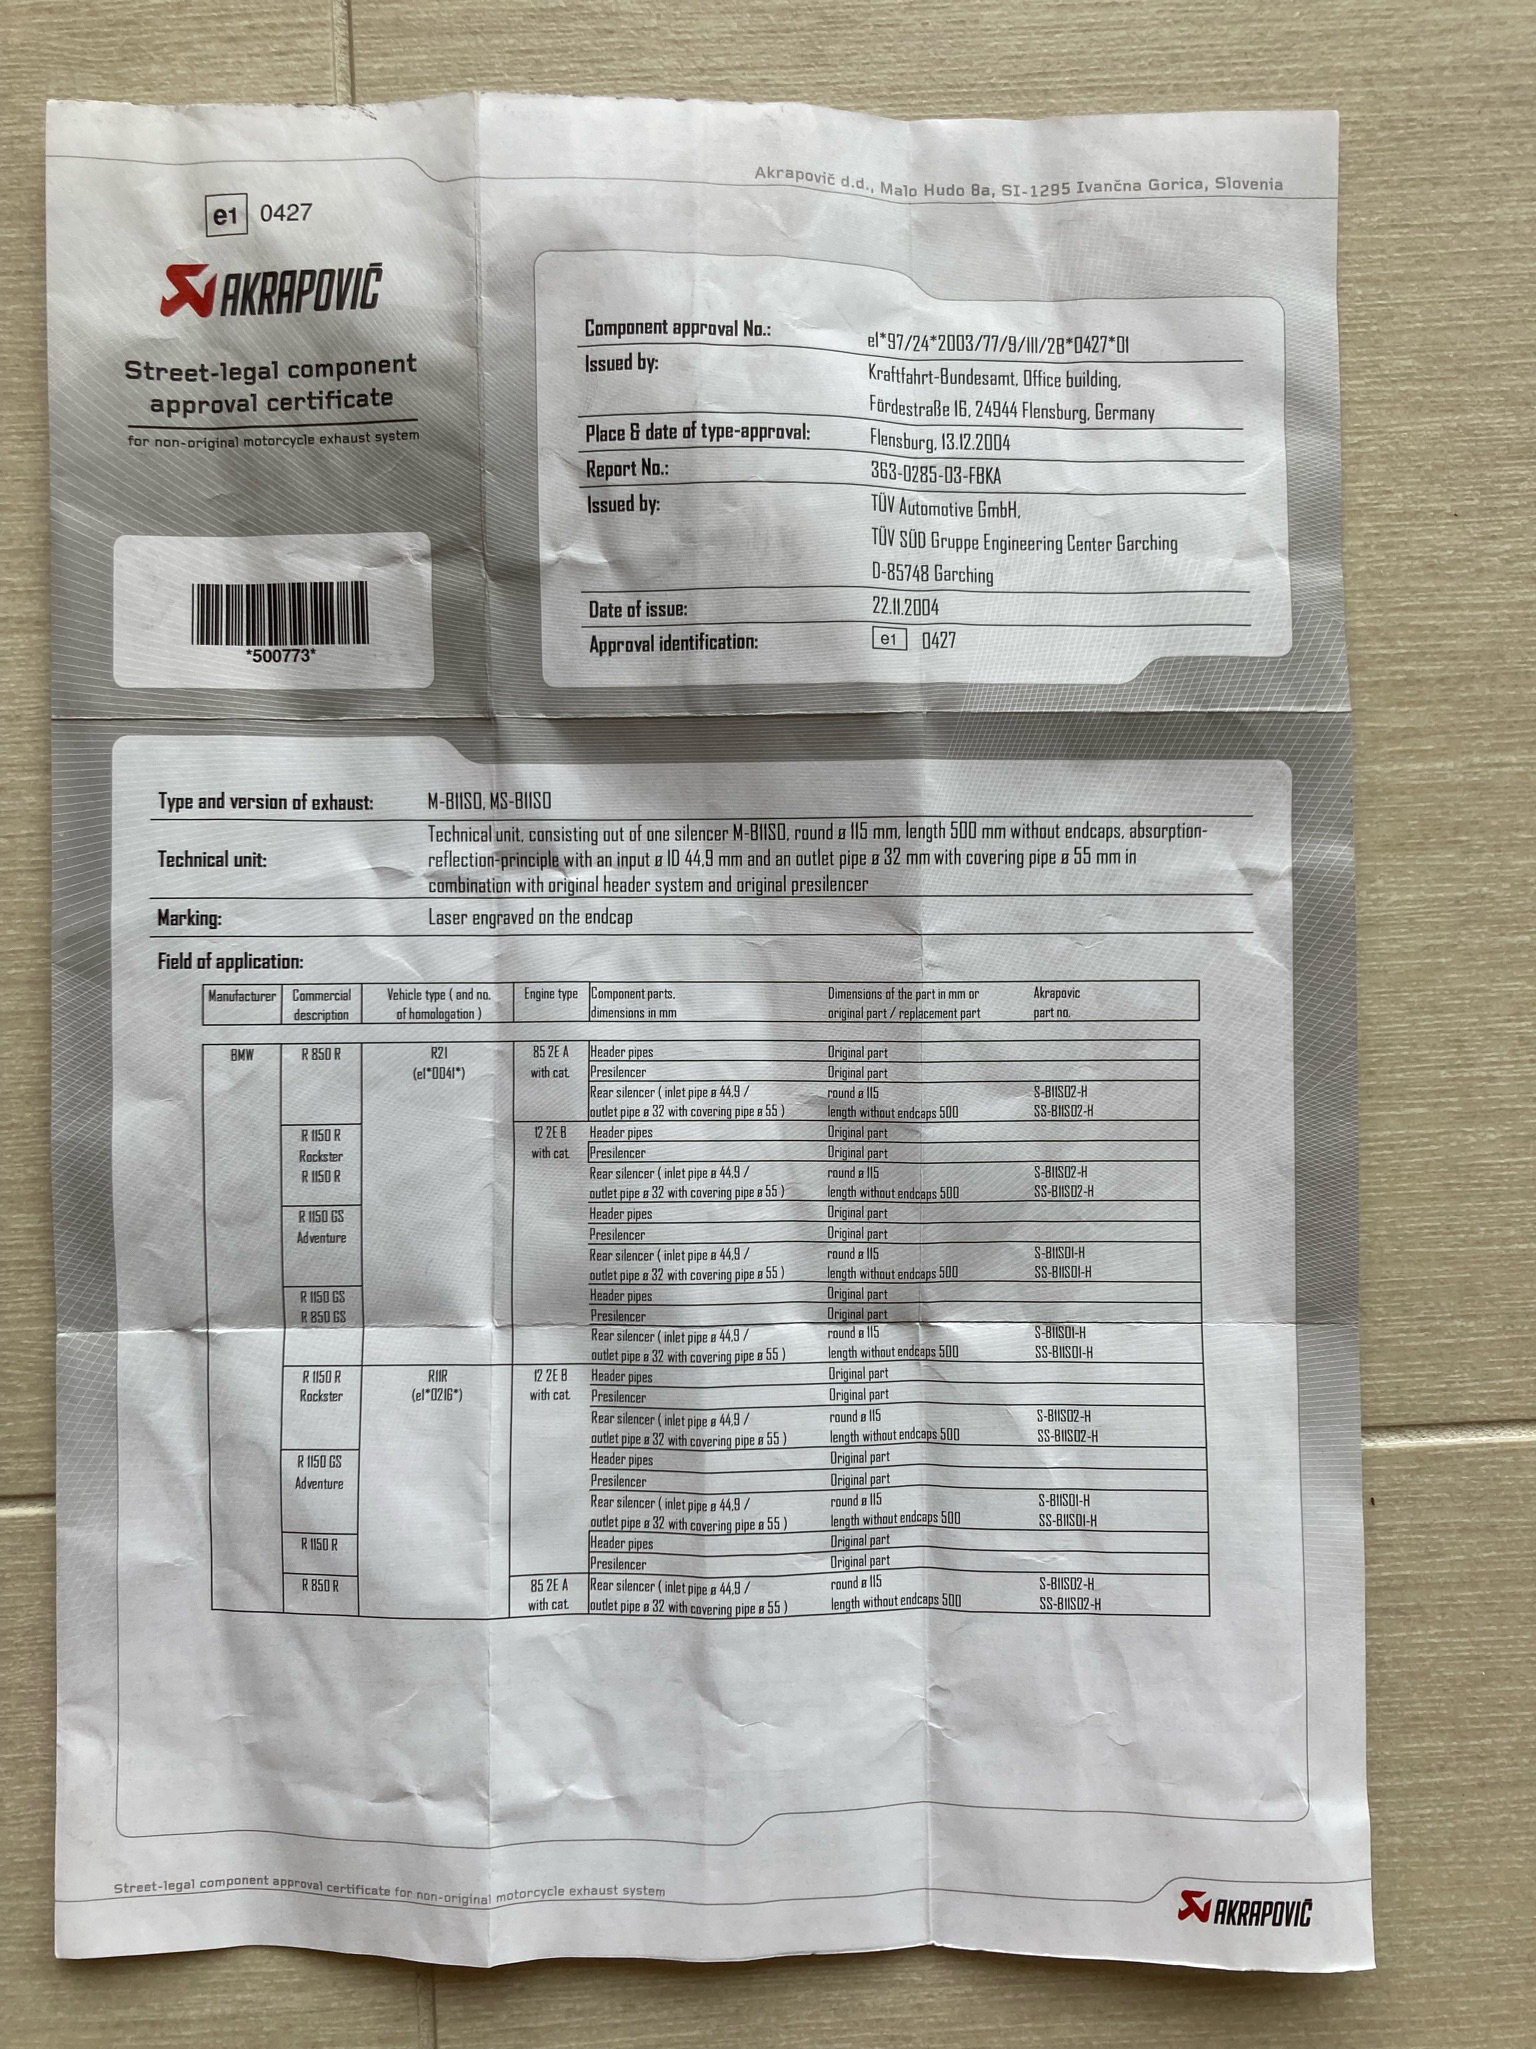 Akrapovič d.d., Malo Hudo 8a, SI-1295 Ivančna Gorica, Slovenia
e1 0427
AKRAPOVIČ
Street-legal component
approval certificate
for non-original motorcycle exhaust system
*500773*
Component approval No.: e1*97/24*2003/77/9/III/2B*0427*01
Issued by: Kraftfahrt-Bundesamt, Office building,
Fördestraße 16, 24944 Flensburg, Germany
Place & date of type-approval: Flensburg, 13.12.2004
Report No.: 363-0285-03-FBKA
Issued by: TÜV Automotive GmbH,
TÜV SÜD Gruppe Engineering Center Garching
D-85748 Garching
Date of issue: 22.11.2004
Approval identification: e1 0427
Type and version of exhaust: M-B11SO, MS-B11SO
Technical unit, consisting out of one silencer M-B11SO, round ø 115 mm, length 500 mm without endcaps, absorption-
Technical unit: reflection-principle with an input ø ID 44,9 mm and an outlet pipe ø 32 mm with covering pipe ø 55 mm in
combination with original header system and original presilencer
Marking: Laser engraved on the endcap
Field of application:
Manufacturer Commercial Vehicle type ( and no. Engine type Component parts, Dimensions of the part in mm or Akrapovic
description of homologation ) dimensions in mm original part / replacement part part no.
BMW R 850 R R21 85 2E A Header pipes Original part
(e1*0041*) with cat. Presilencer Original part
Rear silencer ( inlet pipe ø 44,9 / round ø 115 S-B11SO2-H
outlet pipe ø 32 with covering pipe ø 55 ) length without endcaps 500 SS-B11SO2-H
R 1150 R 12 2E B Header pipes Original part
Rockster with cat. Presilencer Original part
R 1150 R Rear silencer ( inlet pipe ø 44,9 / round ø 115 S-B11SO2-H
outlet pipe ø 32 with covering pipe ø 55 ) length without endcaps 500 SS-B11SO2-H
R 1150 GS Header pipes Original part
Adventure Presilencer Original part
Rear silencer ( inlet pipe ø 44,9 / round ø 115 S-B11SO1-H
outlet pipe ø 32 with covering pipe ø 55 ) length without endcaps 500 SS-B11SO1-H
R 1150 GS Header pipes Original part
R 850 GS Presilencer Original part
Rear silencer ( inlet pipe ø 44,9 / round ø 115 S-B11SO1-H
outlet pipe ø 32 with covering pipe ø 55 ) length without endcaps 500 SS-B11SO1-H
R 1150 R R11R 12 2E B Header pipes Original part
Rockster (e1*0216*) with cat. Presilencer Original part
Rear silencer ( inlet pipe ø 44,9 / round ø 115 S-B11SO2-H
outlet pipe ø 32 with covering pipe ø 55 ) length without endcaps 500 SS-B11SO2-H
R 1150 GS Header pipes Original part
Adventure Presilencer Original part
Rear silencer ( inlet pipe ø 44,9 / round ø 115 S-B11SO1-H
outlet pipe ø 32 with covering pipe ø 55 ) length without endcaps 500 SS-B11SO1-H
R 1150 R Header pipes Original part
Presilencer Original part
R 850 R 85 2E A Rear silencer ( inlet pipe ø 44,9 / round ø 115 S-B11SO2-H
with cat. outlet pipe ø 32 with covering pipe ø 55 ) length without endcaps 500 SS-B11SO2-H
Street-legal component approval certificate for non-original motorcycle exhaust system
AKRAPOVIČ